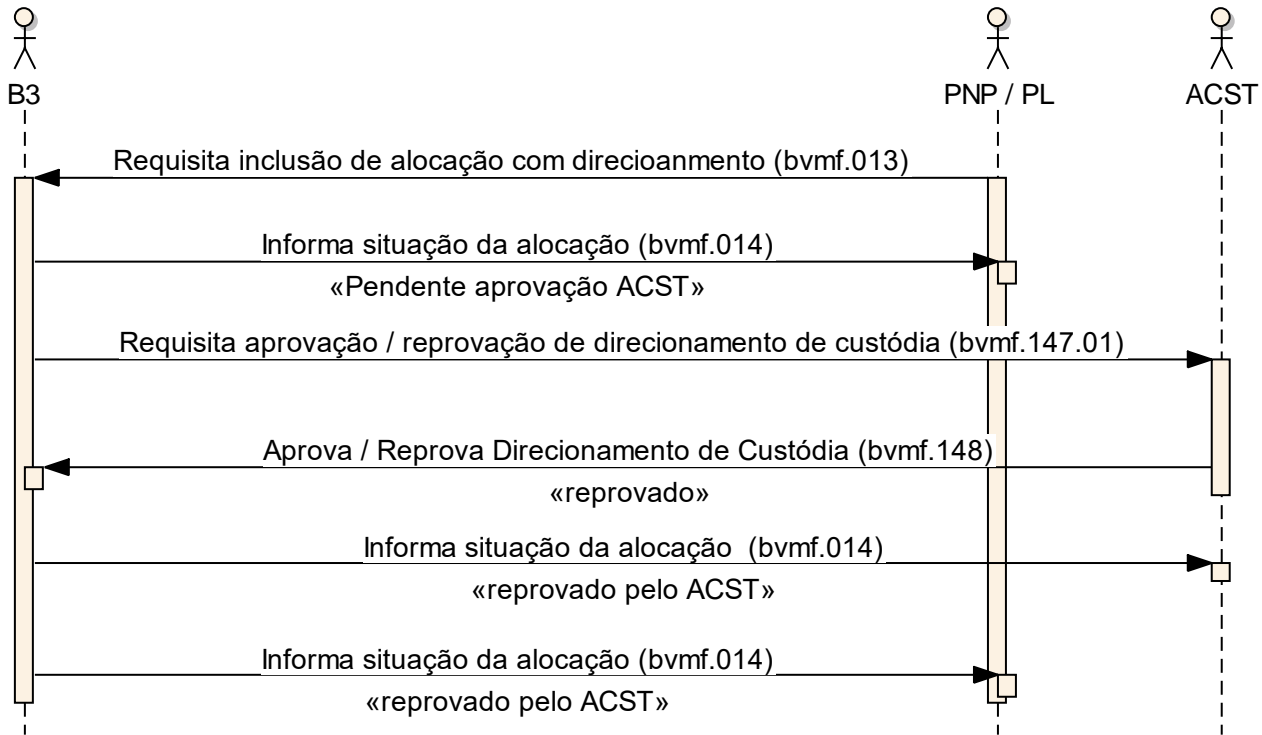 B3
PNP / PL
ACST
Requisita inclusão de alocação com direcioanmento (bvmf.013)
Informa situação da alocação (bvmf.014)
«Pendente aprovação ACST»
Requisita aprovação / reprovação de direcionamento de custódia (bvmf.147.01)
Aprova / Reprova Direcionamento de Custódia (bvmf.148)
«reprovado»
Informa situação da alocação  (bvmf.014)
«reprovado pelo ACST»
Informa situação da alocação (bvmf.014)
«reprovado pelo ACST»